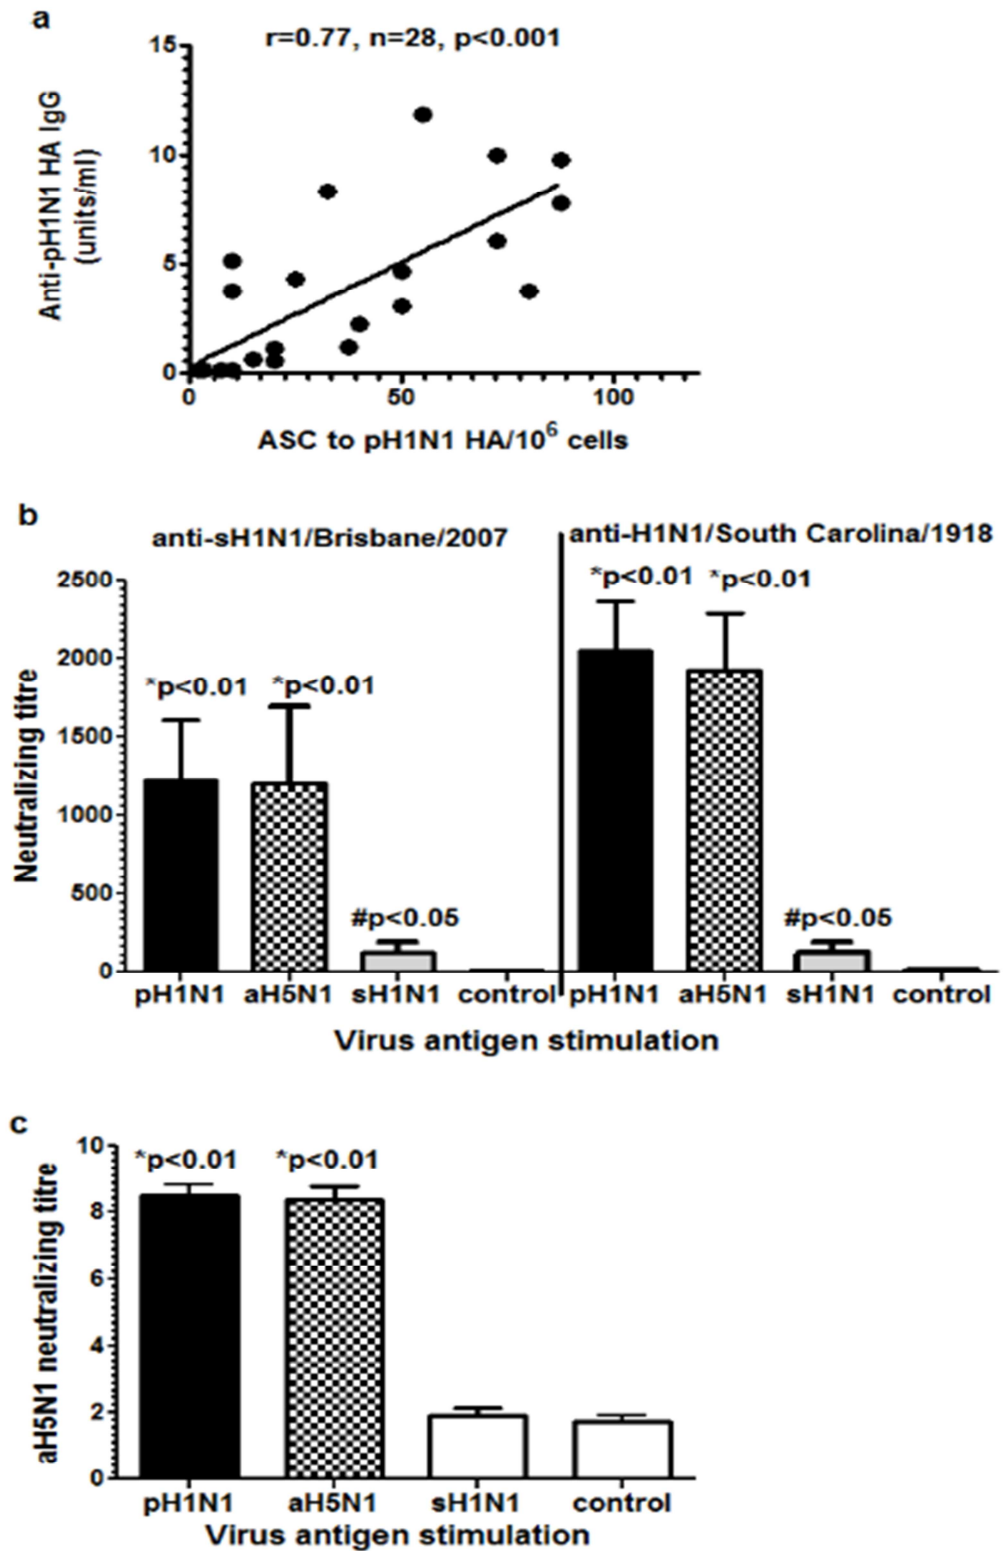 a
r=0.77, n=28, p<0.001
Anti-pH1N1 HA IgG
(units/ml)
15
10
5
0
0 50 100
ASC to pH1N1 HA/10⁶ cells
b
anti-sH1N1/Brisbane/2007 anti-H1N1/South Carolina/1918
Neutralizing titre
2500
2000
1500
1000
500
0
*p<0.01 *p<0.01 #p<0.05 *p<0.01 *p<0.01 #p<0.05
pH1N1 aH5N1 sH1N1 control pH1N1 aH5N1 sH1N1 control
Virus antigen stimulation
c
aH5N1 neutralizing titre
10
8
6
4
2
0
*p<0.01 *p<0.01
pH1N1 aH5N1 sH1N1 control
Virus antigen stimulation